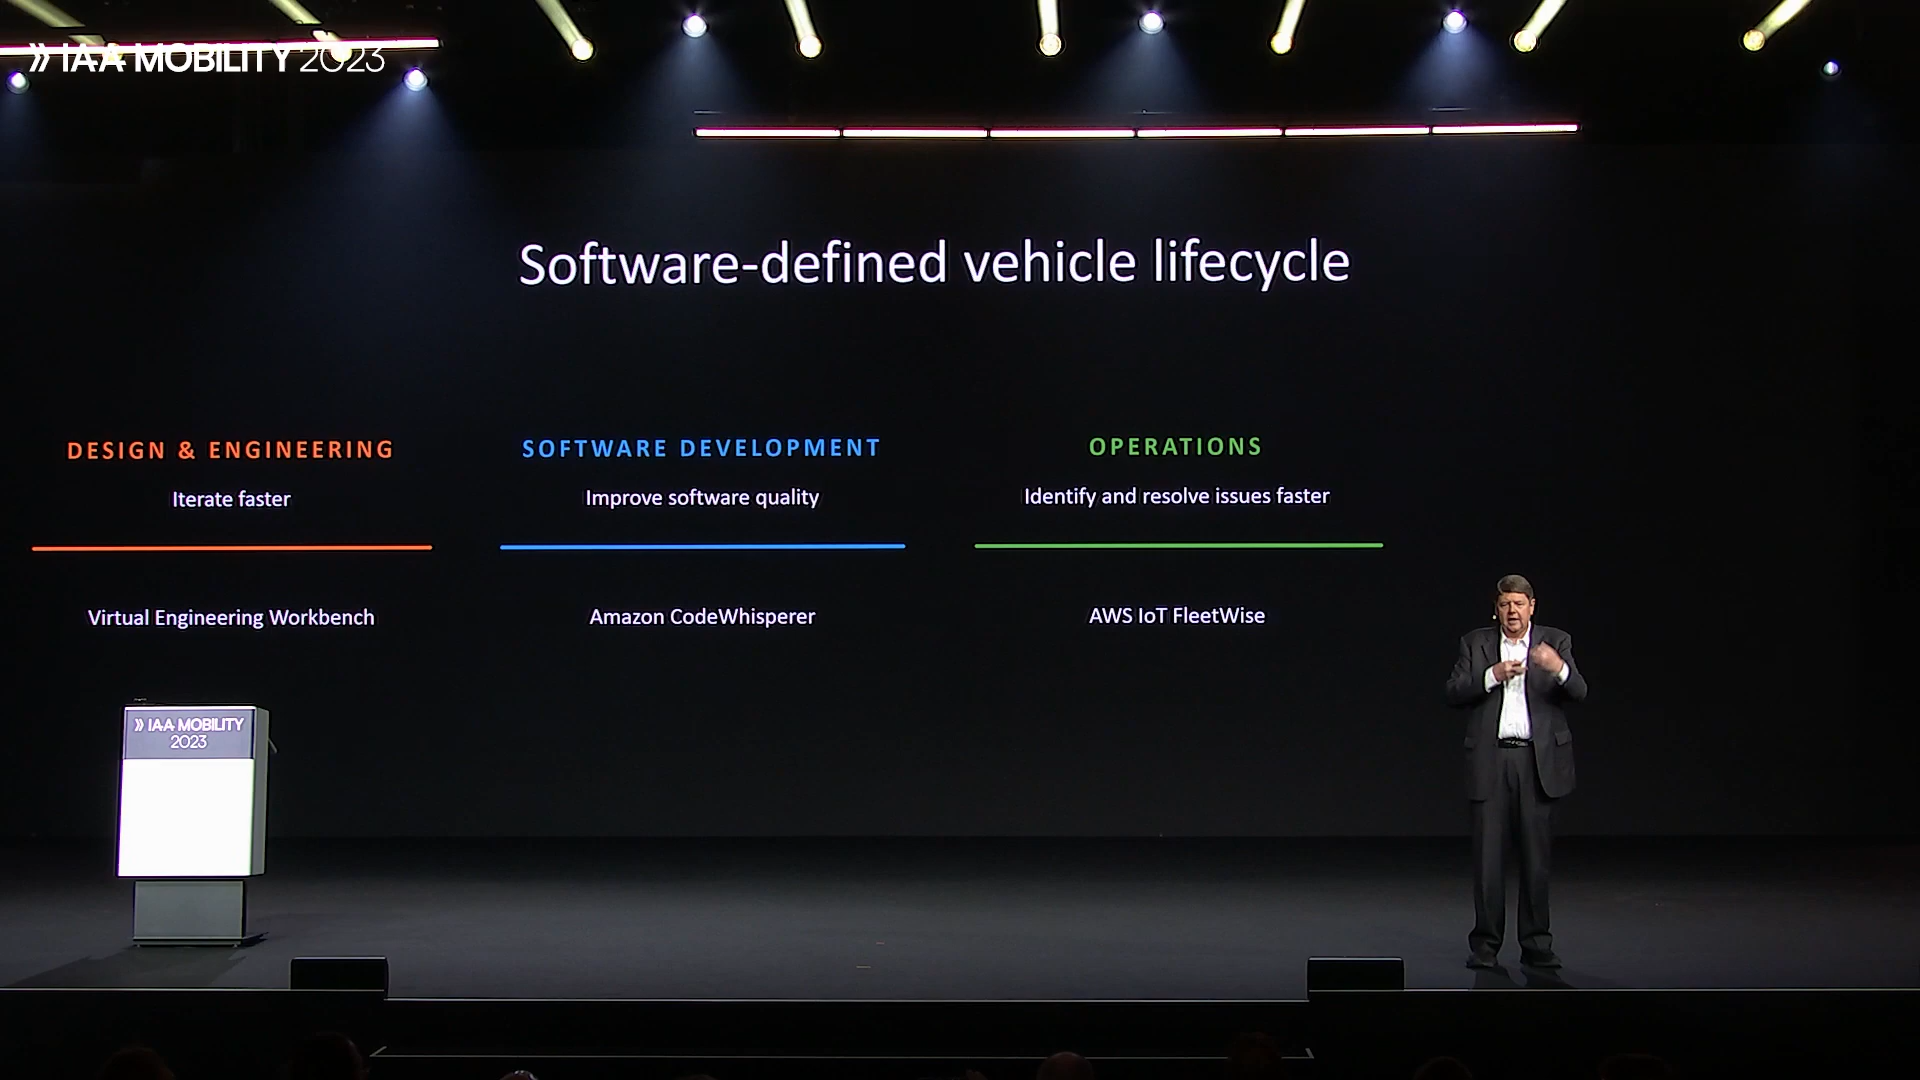 IAA MOBILITY 2023
Software-defined vehicle lifecycle
DESIGN & ENGINEERING
Iterate faster
Virtual Engineering Workbench
SOFTWARE DEVELOPMENT
Improve software quality
Amazon CodeWhisperer
OPERATIONS
Identify and resolve issues faster
AWS IoT FleetWise
IAA MOBILITY
2023